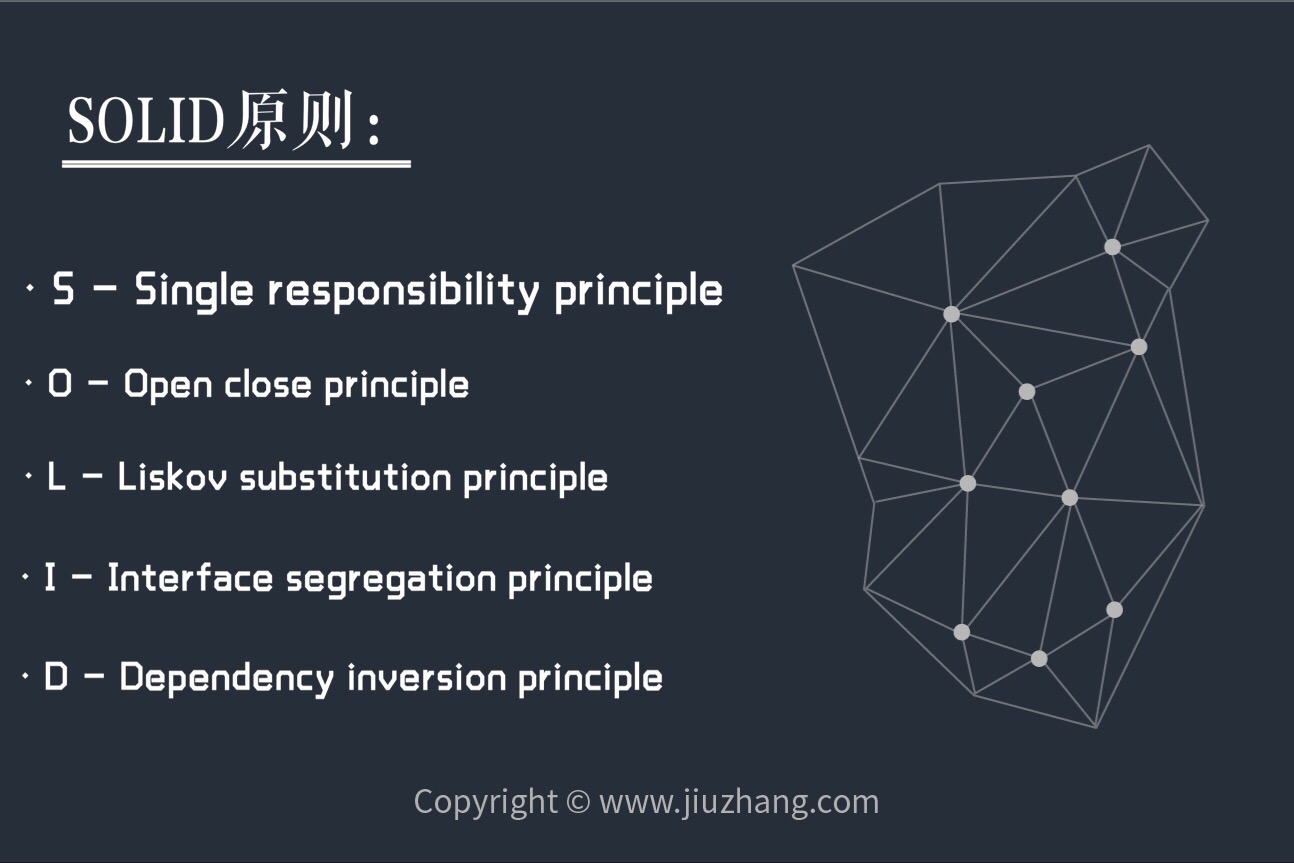 SOLID原则：
· S – Single responsibility principle
· O – Open close principle
· L – Liskov substitution principle
· I – Interface segregation principle
· D – Dependency inversion principle
Copyright © www.jiuzhang.com